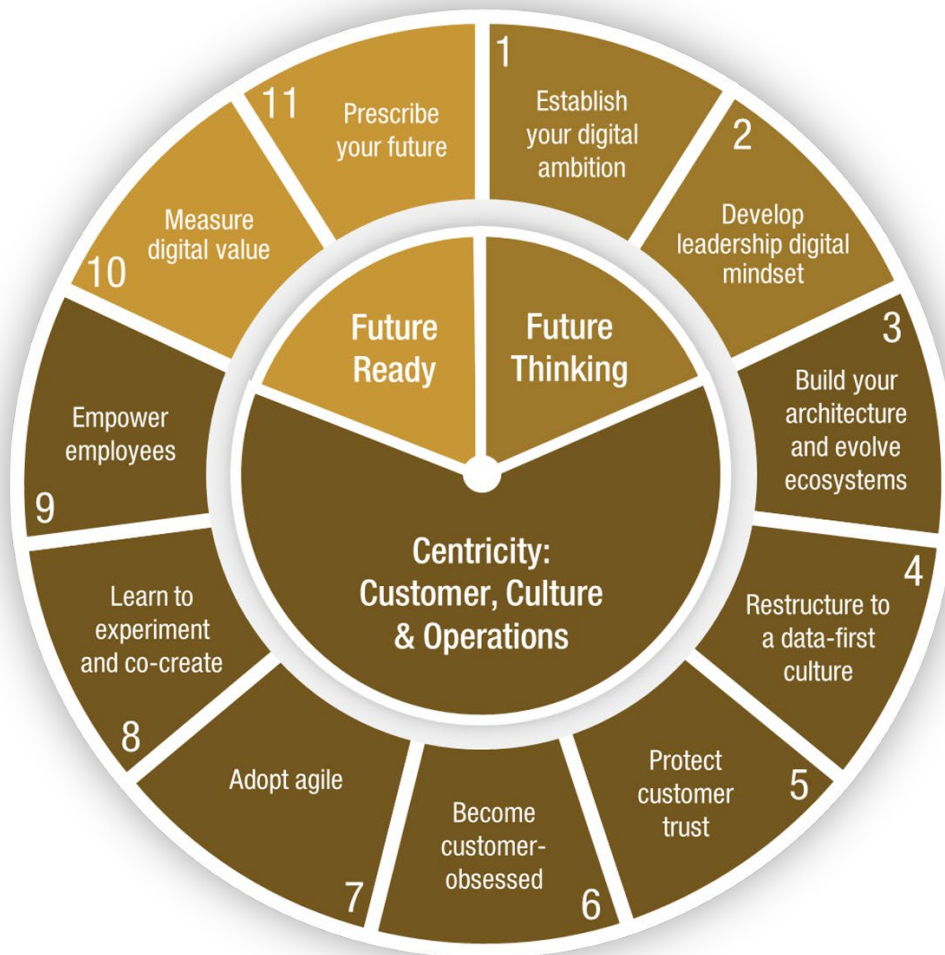 1
Establish
your digital
ambition
2
Develop
leadership digital
mindset
3
Build your
architecture
and evolve
ecosystems
4
Restructure to
a data-first
culture
5
Protect
customer
trust
6
Become
customer-
obsessed
7
Adopt agile
8
Learn to
experiment
and co-create
9
Empower
employees
10
Measure
digital value
11
Prescribe
your future
Future
Ready
Future
Thinking
Centricity:
Customer, Culture
& Operations